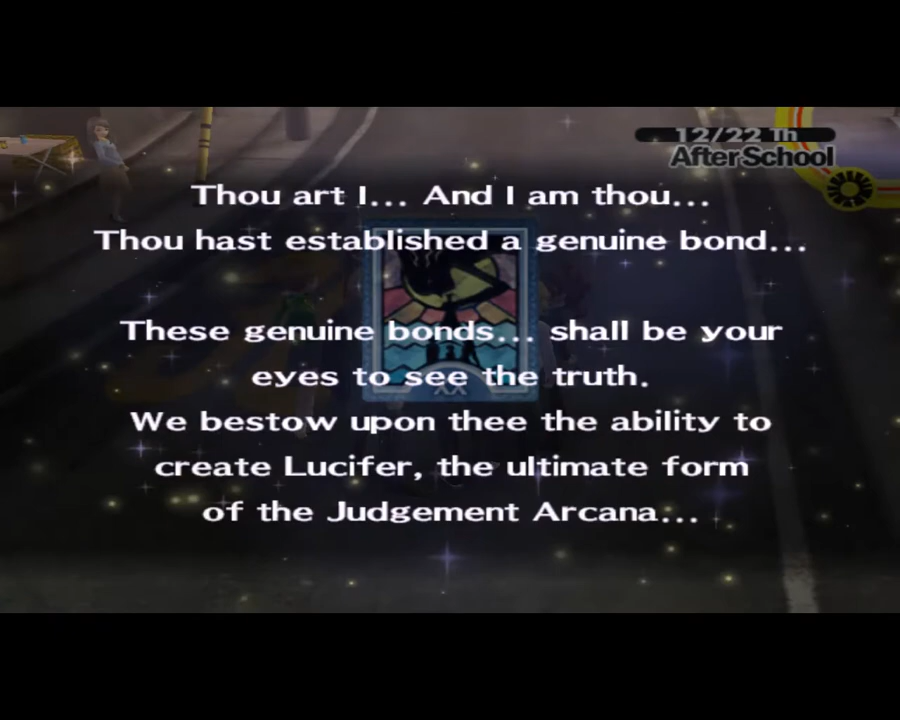 12/22 Th
AfterSchool
Thou art I... And I am thou...
Thou hast established a genuine bond...
These genuine bonds... shall be your
eyes to see the truth.
We bestow upon thee the ability to
create Lucifer, the ultimate form
of the Judgement Arcana...
XX